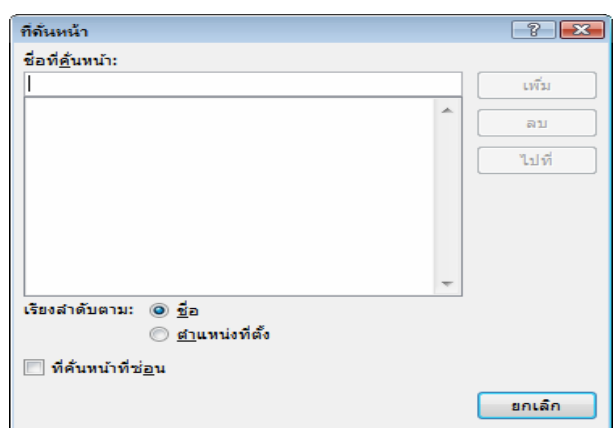 ที่คั่นหน้า
ชื่อที่คั่นหน้า:
เพิ่ม
ลบ
ไปที่
เรียงลำดับตาม: ชื่อ
ตำแหน่งที่ตั้ง
ที่คั่นหน้าที่ซ่อน
ยกเลิก